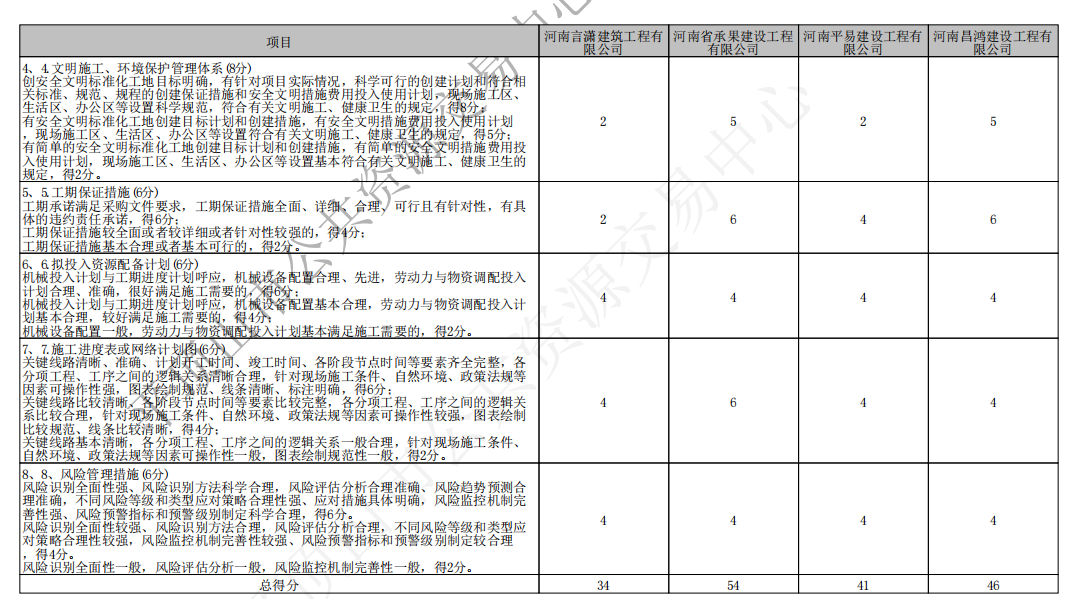 项目
河南言潇建筑工程有限公司
河南省承果建设工程有限公司
河南平易建设工程有限公司
河南昌鸿建设工程有限公司
4、4.文明施工、环境保护管理体系(8分)
创安全文明标准化工地目标明确，有针对项目实际情况，科学可行的创建计划和符合相
关标准、规范、规程的创建保证措施和安全文明措施费用投入使用计划，现场施工区、
生活区、办公区等设置科学规范，符合有关文明施工、健康卫生的规定，得8分；
有安全文明标准化工地创建目标计划和创建措施，有安全文明措施费用投入使用计划
，现场施工区、生活区、办公区等设置符合有关文明施工、健康卫生的规定，得5分；
有简单的安全文明标准化工地创建目标计划和创建措施，有简单的安全文明措施费用投
入使用计划，现场施工区、生活区、办公区等设置基本符合有关文明施工、健康卫生的
规定，得2分。
2 5 2 5
5、5.工期保证措施(6分)
工期承诺满足采购文件要求，工期保证措施全面、详细、合理、可行且有针对性，有具
体的违约责任承诺，得6分；
工期保证措施较全面或者较详细或者针对性较强的，得4分；
工期保证措施基本合理或者基本可行的，得2分。
2 6 4 6
6、6.拟投入资源配备计划(6分)
机械投入计划与工期进度计划呼应，机械设备配置合理、先进，劳动力与物资调配投入
计划合理、准确，很好满足施工需要的，得6分；
机械投入计划与工期进度计划呼应，机械设备配置基本合理，劳动力与物资调配投入计
划基本合理，较好满足施工需要的，得4分；
机械设备配置一般，劳动力与物资调配投入计划基本满足施工需要的，得2分。
4 4 4 4
7、7.施工进度表或网络计划图(6分)
关键线路清晰、准确、计划开工时间、竣工时间、各阶段节点时间等要素齐全完整，各
分项工程、工序之间的逻辑关系清晰合理，针对现场施工条件、自然环境、政策法规等
因素可操作性强，图表绘制规范、线条清晰、标注明确，得6分；
关键线路比较清晰，各阶段节点时间等要素比较完整，各分项工程、工序之间的逻辑关
系比较合理，针对现场施工条件、自然环境、政策法规等因素可操作性较强，图表绘制
比较规范、线条比较清晰，得4分；
关键线路基本清晰，各分项工程、工序之间的逻辑关系一般合理，针对现场施工条件、
自然环境、政策法规等因素可操作性一般，图表绘制规范性一般，得2分。
4 6 4 4
8、8、风险管理措施(6分)
风险识别全面性强、风险识别方法科学合理，风险评估分析合理准确、风险趋势预测合
理准确，不同风险等级和类型应对策略合理性强、应对措施具体明确，风险监控机制完
善性强、风险预警指标和预警级别制定科学合理，得6分。
风险识别全面性较强、风险识别方法合理，风险评估分析合理，不同风险等级和类型应
对策略合理性较强，风险监控机制完善性较强、风险预警指标和预警级别制定较合理
，得4分。
风险识别全面性一般，风险评估分析一般，风险监控机制完善性一般，得2分。
4 4 4 4
总得分 34 54 41 46